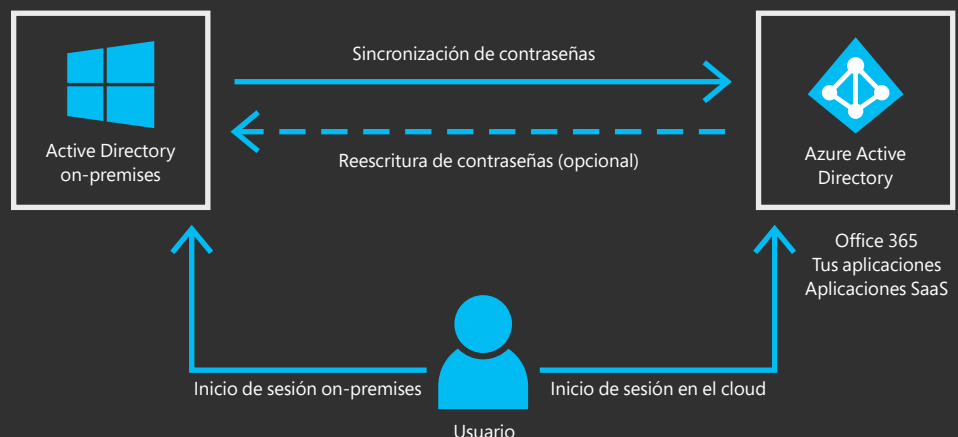 Sincronización de contraseñas
Active Directory
on-premises
Reescritura de contraseñas (opcional)
Azure Active
Directory
Office 365
Tus aplicaciones
Aplicaciones SaaS
Inicio de sesión on-premises
Inicio de sesión en el cloud
Usuario